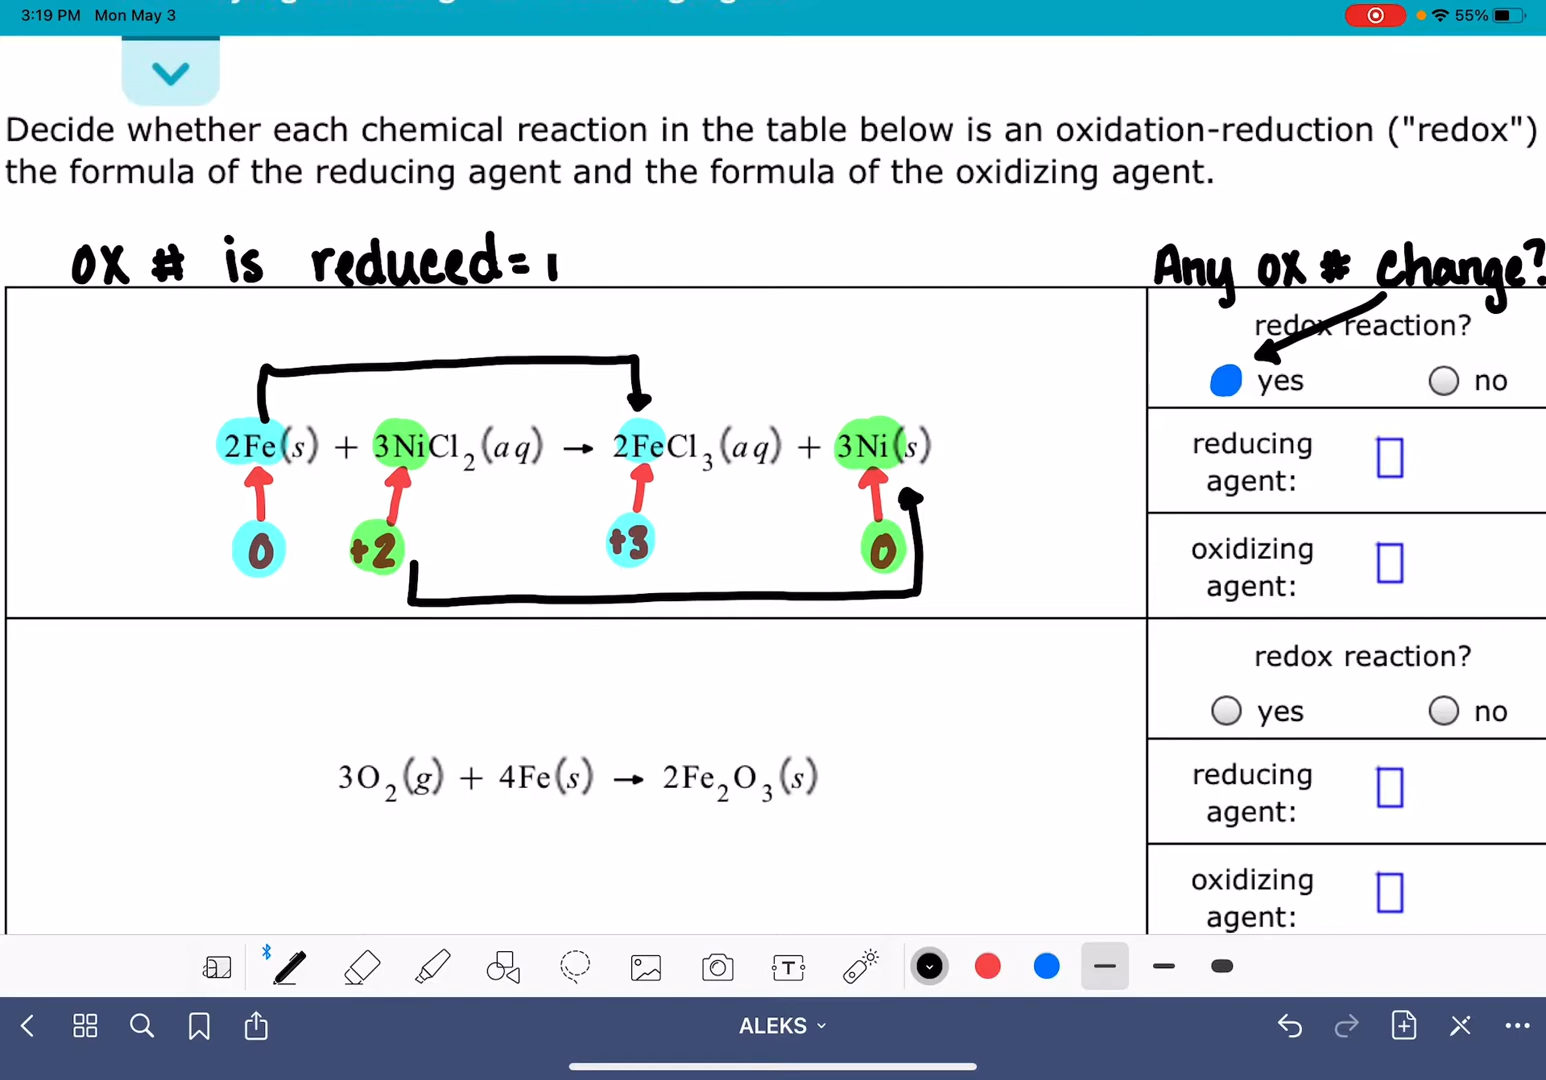 3:19 PM Mon May 3
55%
Decide whether each chemical reaction in the table below is an oxidation-reduction ("redox")
the formula of the reducing agent and the formula of the oxidizing agent.
ox # is reduced = 1
Any ox # change?
redox reaction?
yes no
2Fe(s) + 3NiCl₂(aq) → 2FeCl₃(aq) + 3Ni(s)
reducing
agent:
0 +2 +3 0
oxidizing
agent:
redox reaction?
yes no
3O₂(g) + 4Fe(s) → 2Fe₂O₃(s)
reducing
agent:
oxidizing
agent:
T
ALEKS